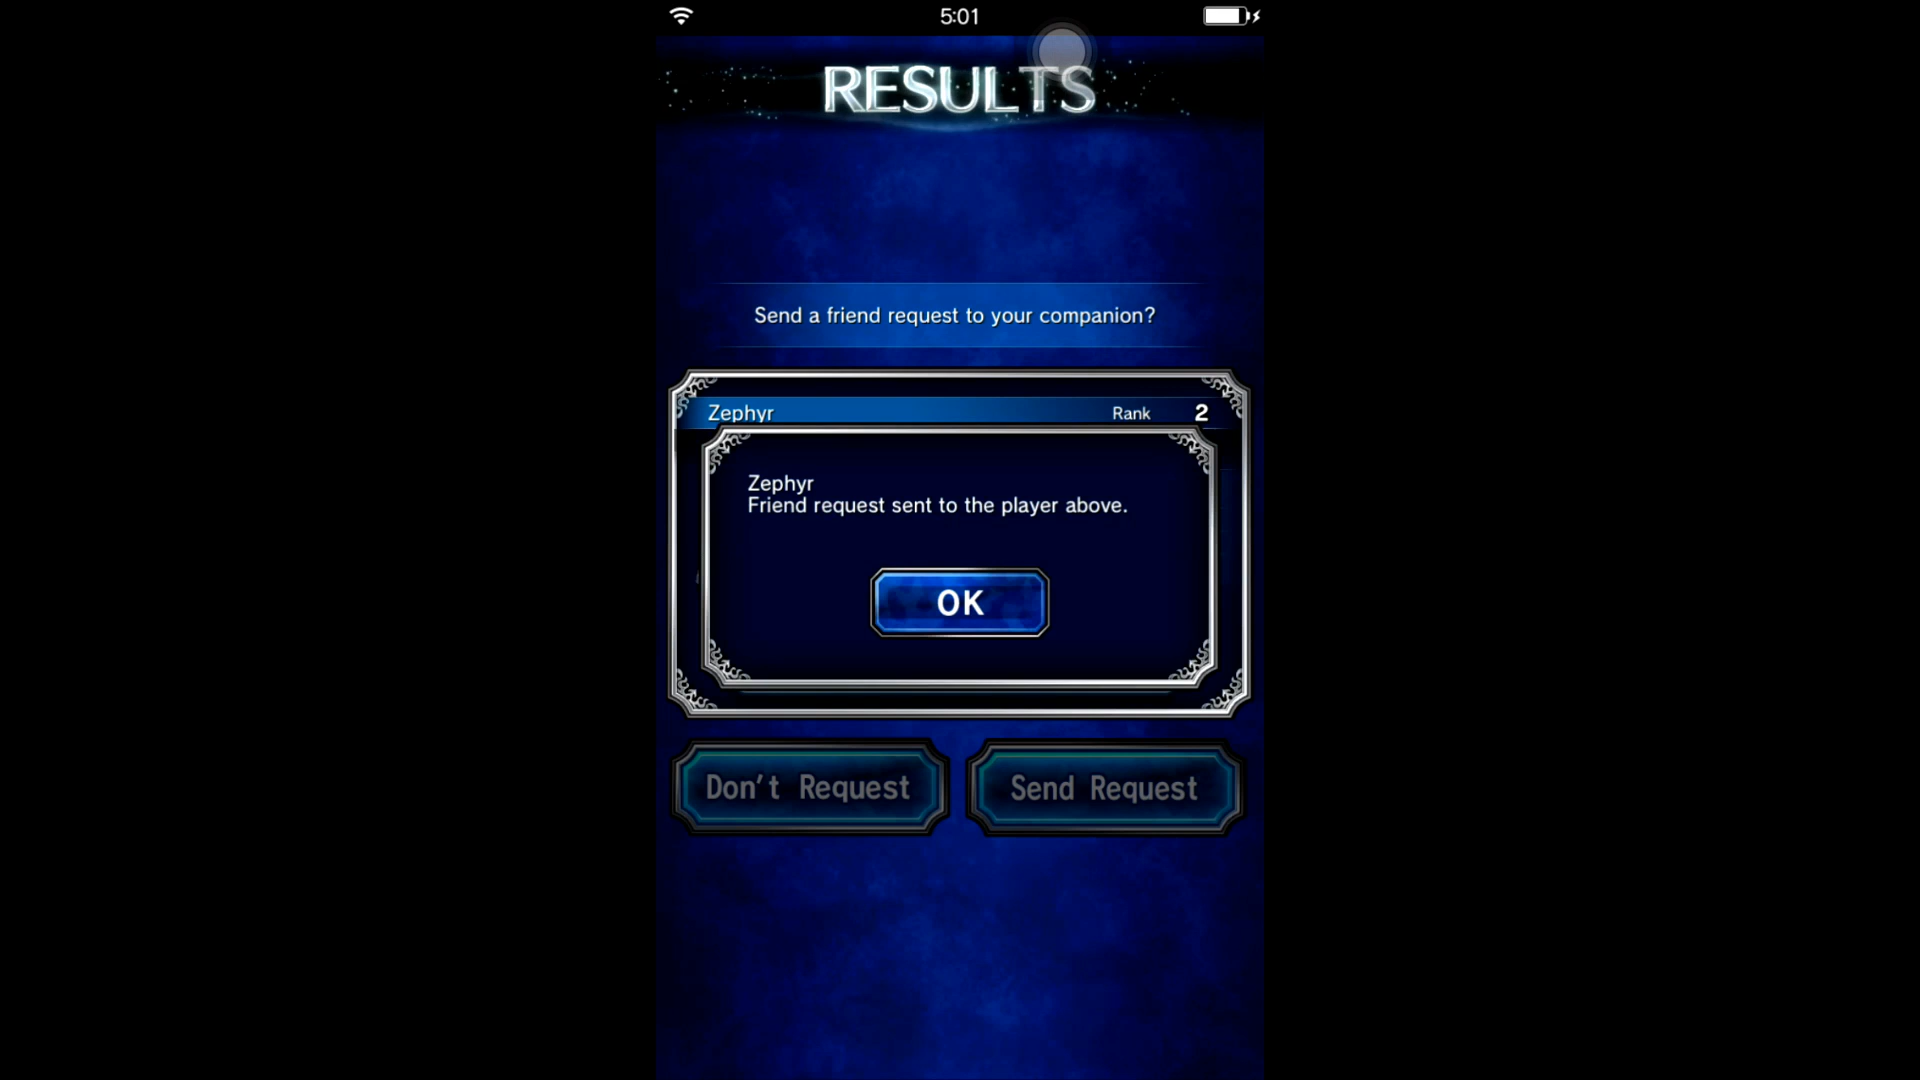 5:01
RESULTS
Send a friend request to your companion?
Zephyr Rank 2
Zephyr
Friend request sent to the player above.
OK
Don't Request Send Request